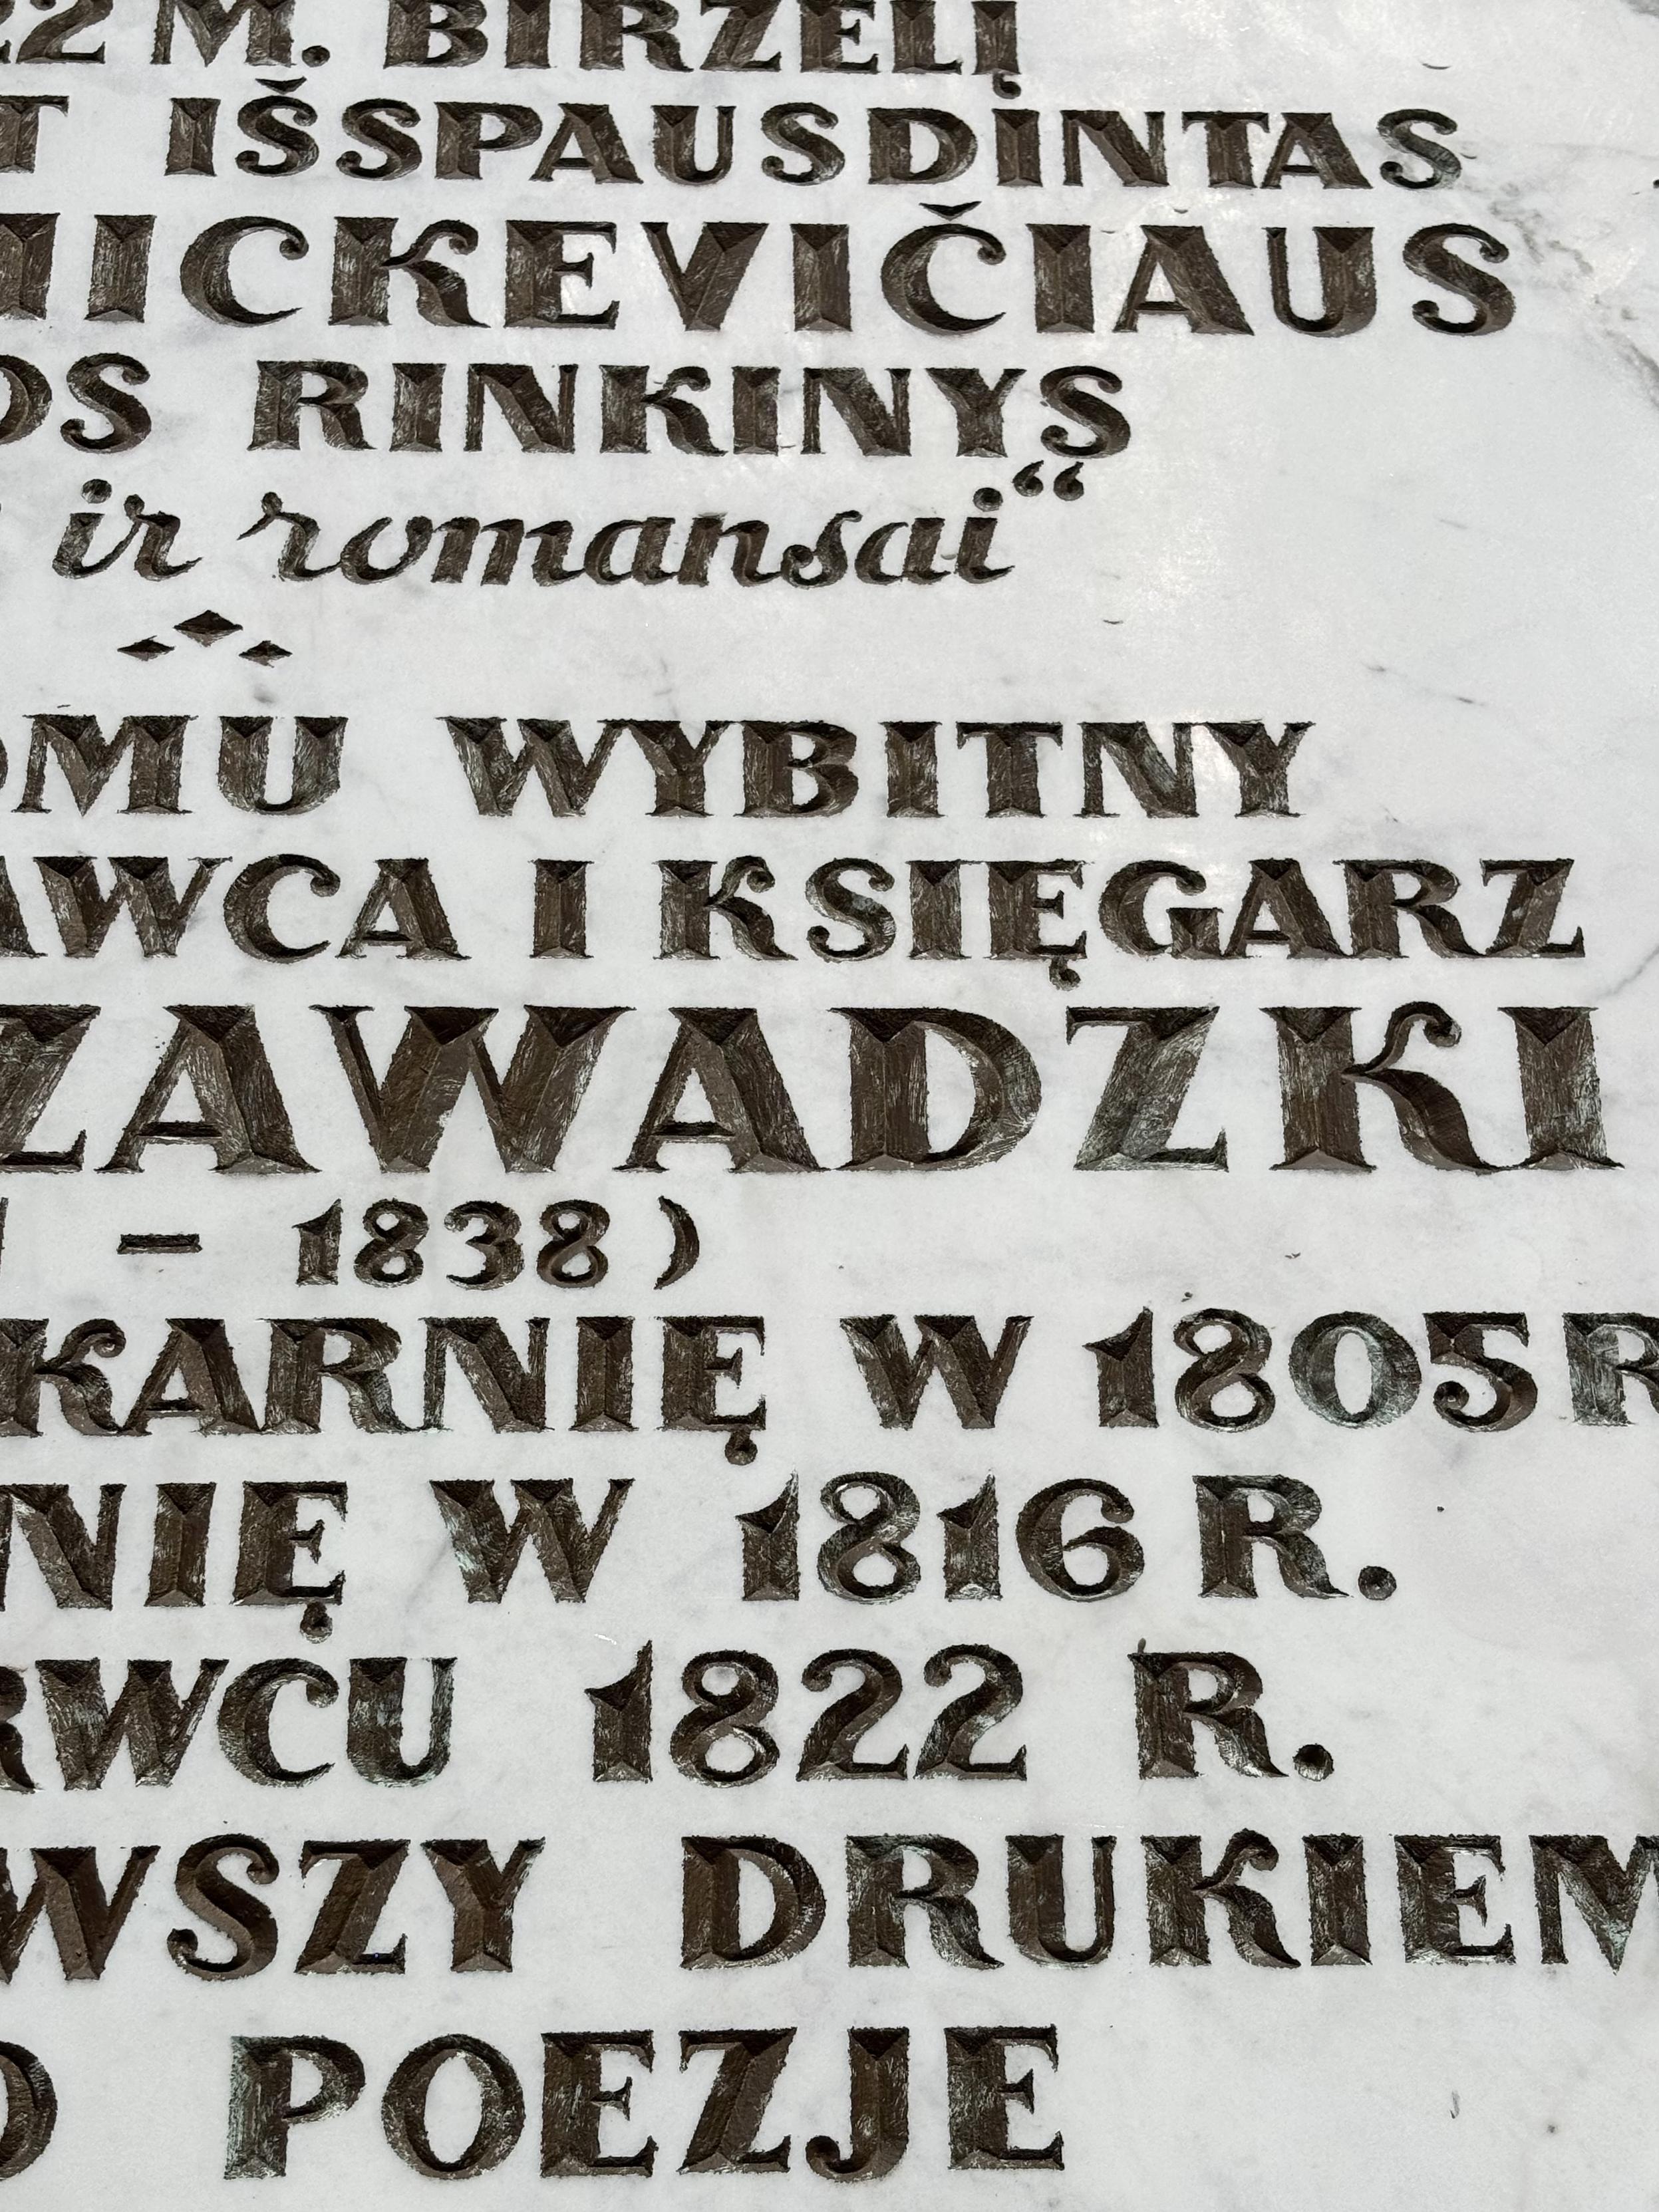 22 M. BIRŽELĮ
T IŠSPAUSDINTAS
MICKEVIČIAUS
OS RINKINYS
ir romansai“
OMU WYBITNY
AWCA I KSIĘGARZ
ZAWADZKI
– 1838)
KARNIĘ W 1805 R
NIĘ W 1816 R.
RWCU 1822 R.
WSZY DRUKIEM
O POEZJE